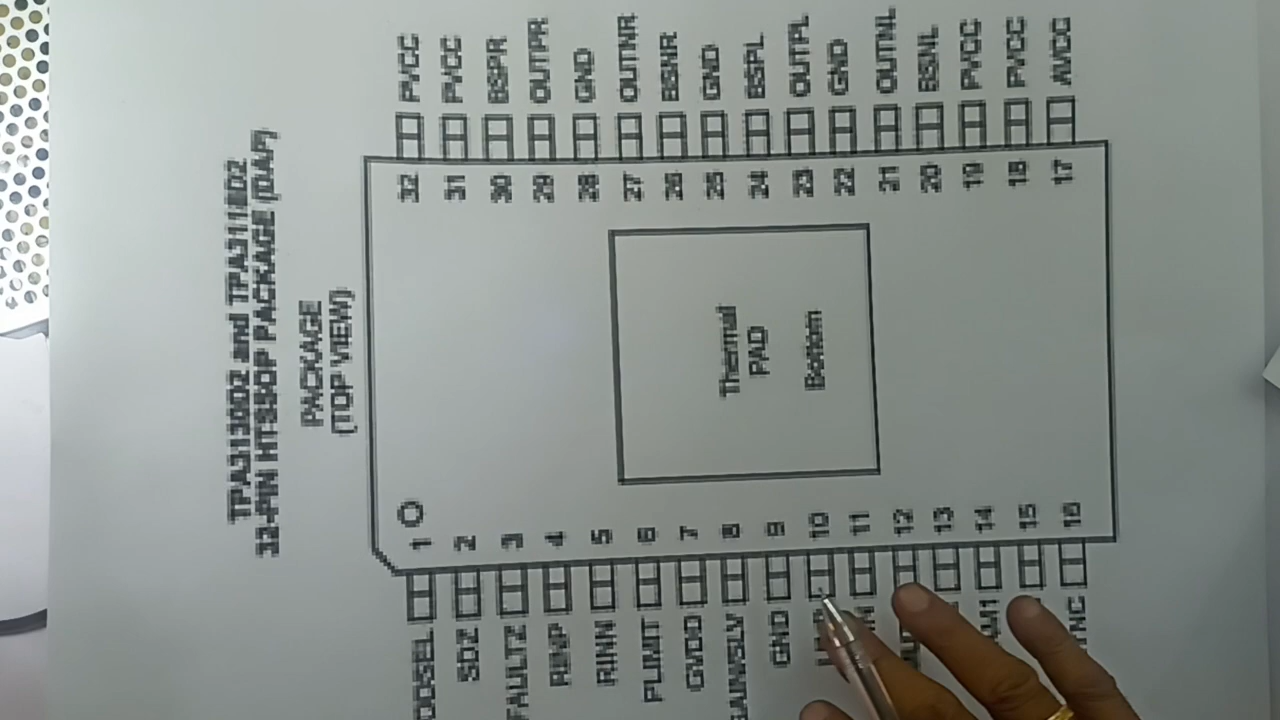 TPA3130D2 and TPA3118D2
32-PIN HTSSOP PACKAGE (DAP)
PACKAGE
(TOP VIEW)
1 32 PVCC
SDZ 2 31 PVCC
FAULTZ 3 30 BSPR
RINP 4 29 OUTPR
RINN 5 28 GND
PLIMIT 6 27 OUTNR
GVDD 7 26 BSNR
8 25 GND
GND 9 24 BSPL
10 23 OUTPL
11 22 GND
12 21 OUTNL
13 20 BSNL
14 19 PVCC
15 18 PVCC
16 17 AVCC
Thermal
PAD
Bottom